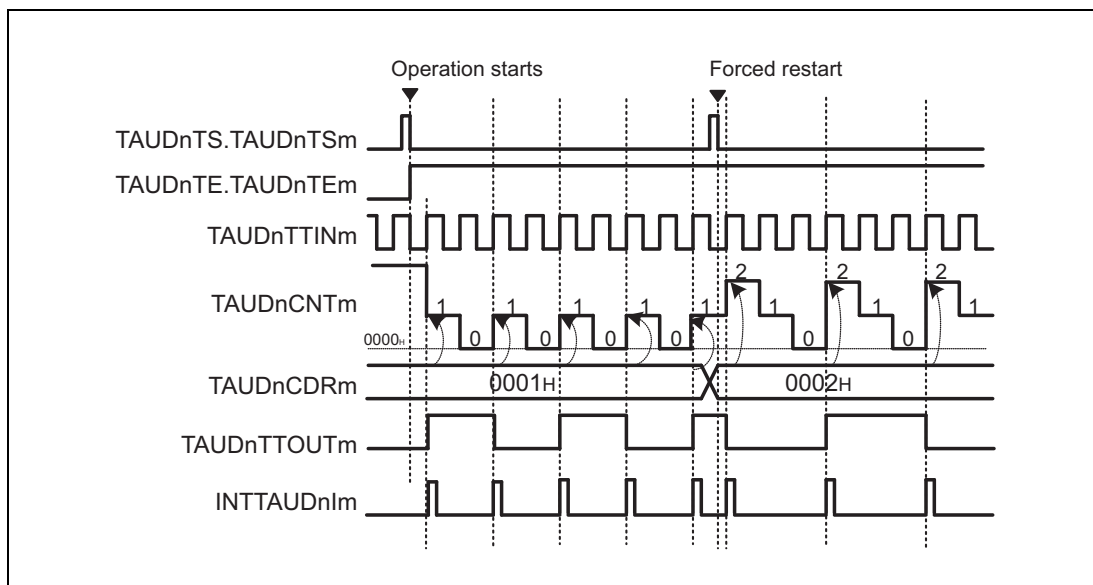 Operation starts
Forced restart
TAUDnTS.TAUDnTSm
TAUDnTE.TAUDnTEm
TAUDnTTINm
TAUDnCNTm
1 1 1 1 1 2 2 2
0 0 0 0 1 0 1 0 1
0000H
TAUDnCDRm
0001H
0002H
TAUDnTTOUTm
INTTAUDnIm